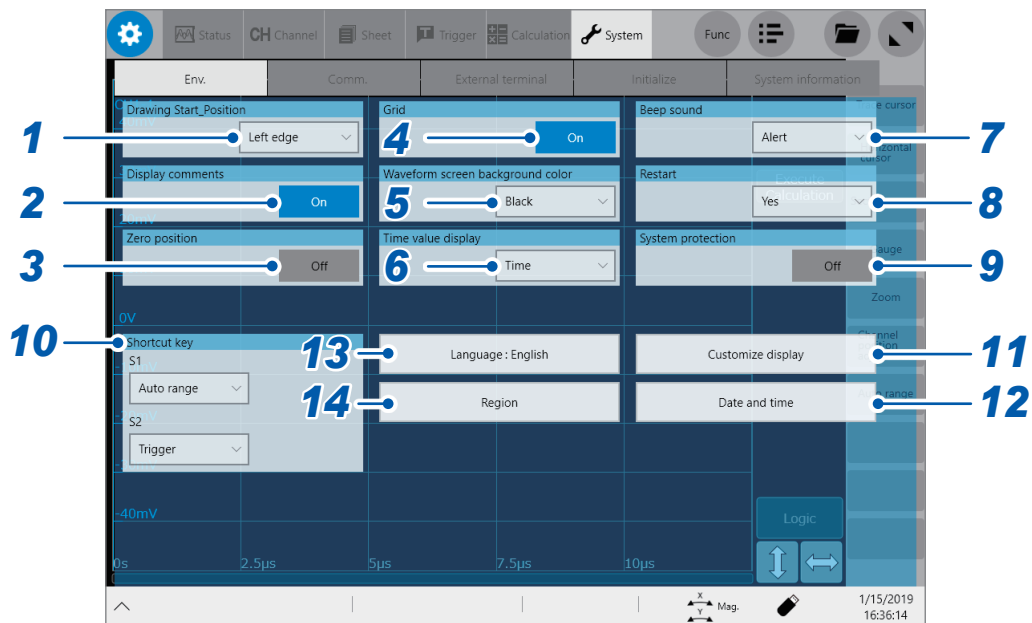 Status CH Channel Sheet Trigger Calculation System Func
Env. Comm. External terminal Initialize System information
Drawing Start_Position
1 Left edge
Grid
4 On
Beep sound
Alert 7
Display comments
2 On
Waveform screen background color
5 Black
Restart
Yes 8
Execute
Calculation
Zero position
3 Off
Time value display
6 Time
System protection
Off 9
Zoom
0V
10 Shortcut key
S1
Auto range
S2
Trigger
13 Language : English
Customize display 11
14 Region
Date and time 12
-40mV
Logic
0s 2.5μs 5μs 7.5μs 10μs
X
Y
Mag.
1/15/2019
16:36:14